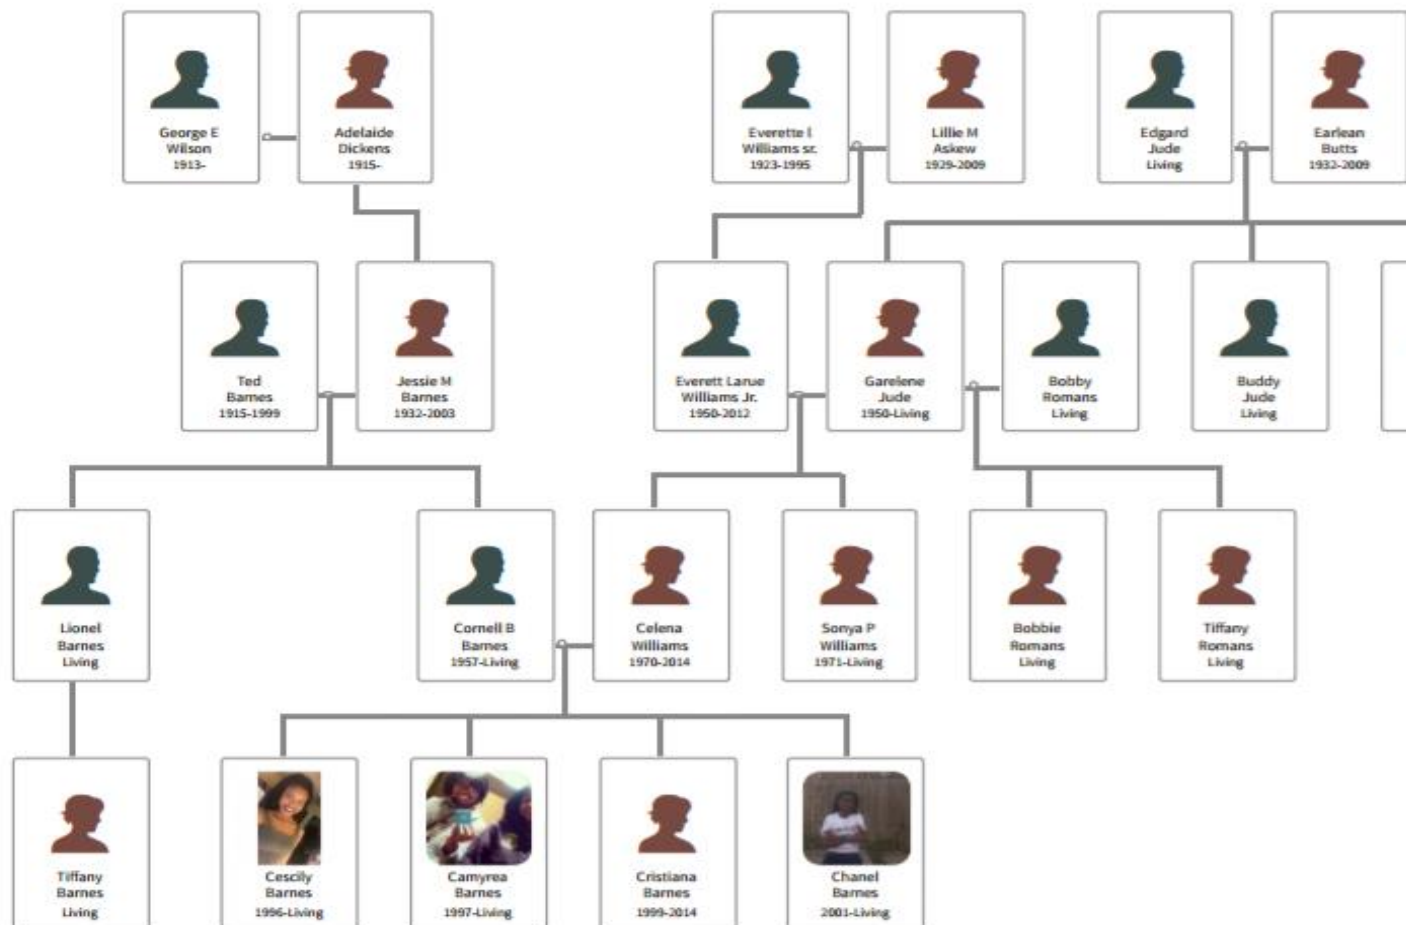 George E
Wilson
1913-
Adelaide
Dickens
1915-
Everette l
Williams sr.
1923-1995
Lillie M
Askew
1929-2009
Edgard
Jude
Living
Earlean
Butts
1932-2009
Ted
Barnes
1915-1999
Jessie M
Barnes
1932-2003
Everett Larue
Williams Jr.
1950-2012
Garelene
Jude
1950-Living
Bobby
Romans
Living
Buddy
Jude
Living
Lionel
Barnes
Living
Cornell B
Barnes
1957-Living
Celena
Williams
1970-2014
Sonya P
Williams
1971-Living
Bobbie
Romans
Living
Tiffany
Romans
Living
Tiffany
Barnes
Living
Cescily
Barnes
1996-Living
Camyrea
Barnes
1997-Living
Cristiana
Barnes
1999-2014
Chanel
Barnes
2001-Living